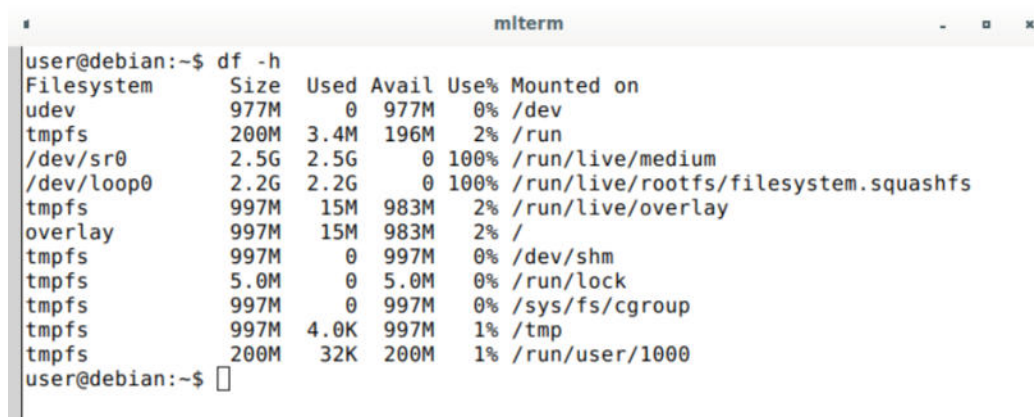 mlterm
user@debian:~$ df -h
Filesystem      Size  Used Avail Use% Mounted on
udev            977M     0  977M   0% /dev
tmpfs           200M  3.4M  196M   2% /run
/dev/sr0        2.5G  2.5G     0 100% /run/live/medium
/dev/loop0      2.2G  2.2G     0 100% /run/live/rootfs/filesystem.squashfs
tmpfs           997M   15M  983M   2% /run/live/overlay
overlay         997M   15M  983M   2% /
tmpfs           997M     0  997M   0% /dev/shm
tmpfs           5.0M     0  5.0M   0% /run/lock
tmpfs           997M     0  997M   0% /sys/fs/cgroup
tmpfs           997M  4.0K  997M   1% /tmp
tmpfs           200M   32K  200M   1% /run/user/1000
user@debian:~$